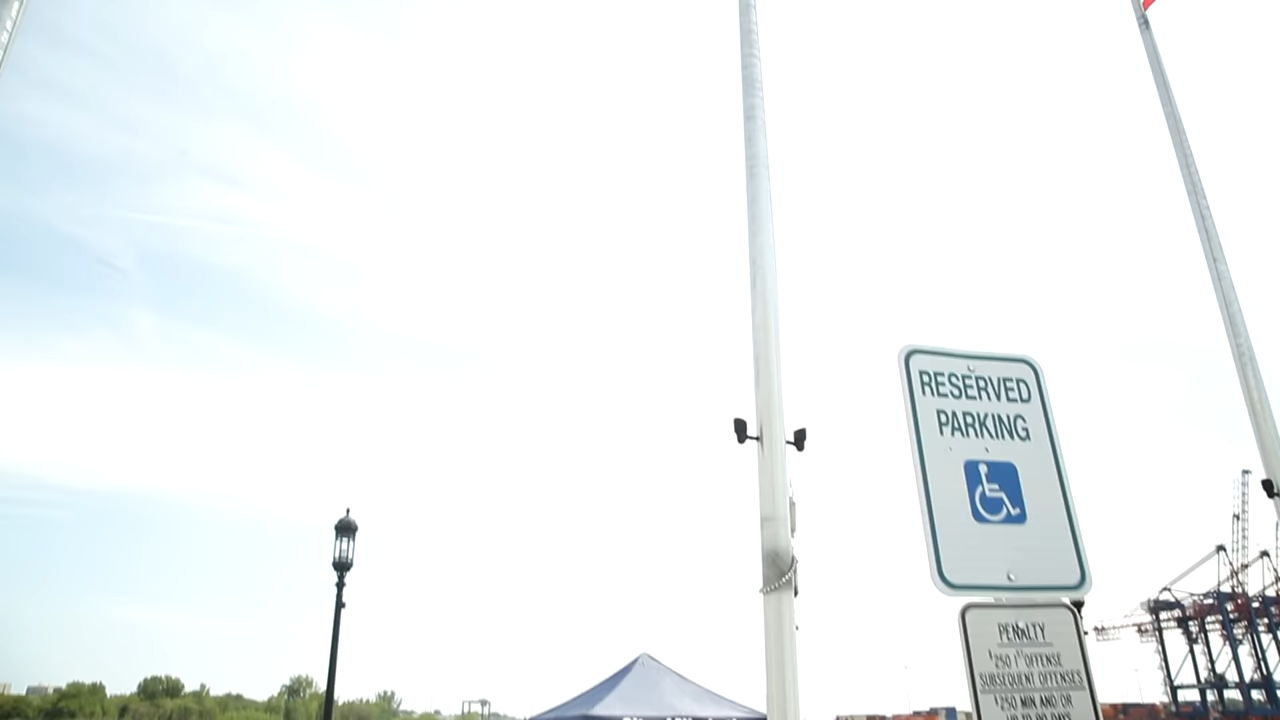 RESERVED
PARKING
PENALTY
$250 1ST OFFENSE
SUBSEQUENT OFFENSES
$250 MIN AND/OR
UP TO 90 DAYS